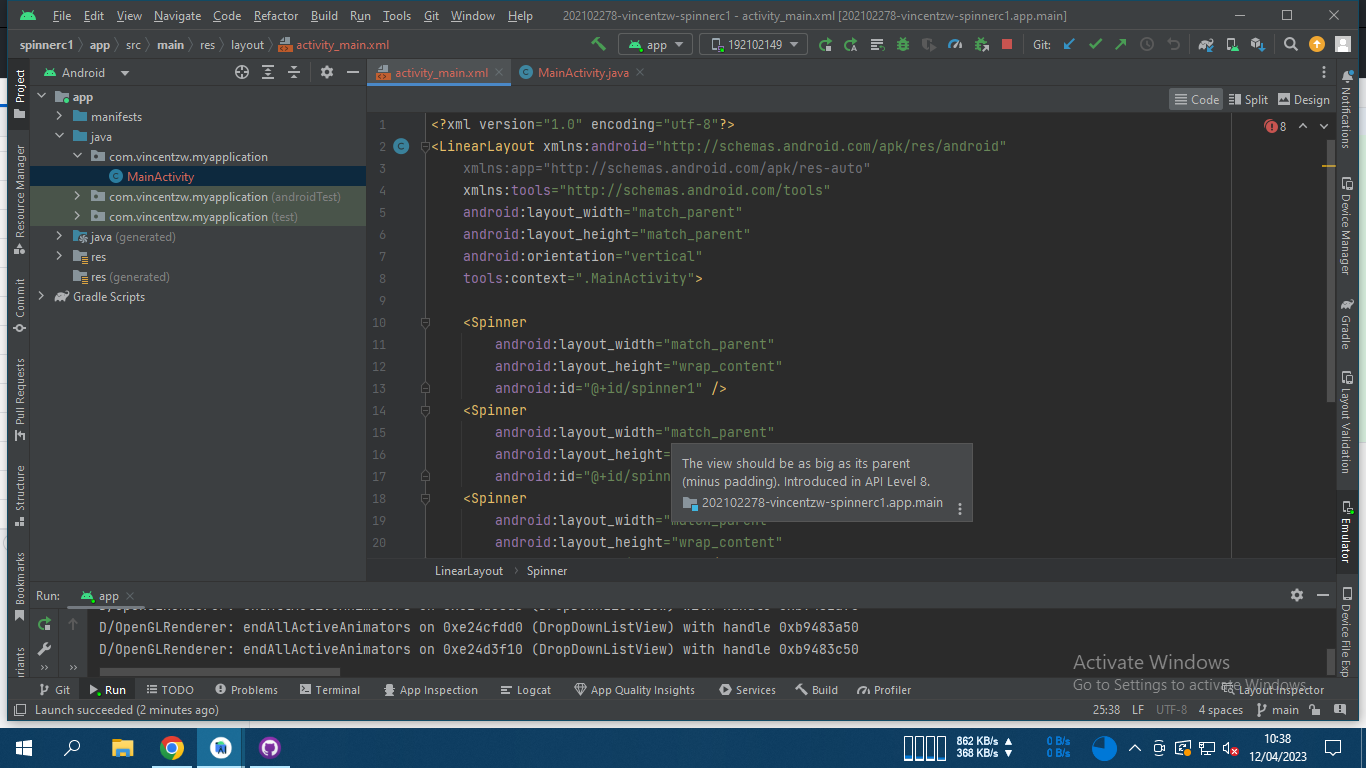 File Edit View Navigate Code Refactor Build Run Tools Git Window Help 202102278-vincentzw-spinnerc1 - activity_main.xml [202102278-vincentzw-spinnerc1.app.main]
spinnerc1 app src main res layout activity_main.xml app 192102149 Git:
Project
Resource Manager
Commit
Pull Requests
Structure
Bookmarks
Android
app
manifests
java
com.vincentzw.myapplication
MainActivity
com.vincentzw.myapplication (androidTest)
com.vincentzw.myapplication (test)
java (generated)
res
res (generated)
Gradle Scripts
activity_main.xml MainActivity.java
Code Split Design
8
1 <?xml version="1.0" encoding="utf-8"?>
2 <LinearLayout xmlns:android="http://schemas.android.com/apk/res/android"
3 xmlns:app="http://schemas.android.com/apk/res-auto"
4 xmlns:tools="http://schemas.android.com/tools"
5 android:layout_width="match_parent"
6 android:layout_height="match_parent"
7 android:orientation="vertical"
8 tools:context=".MainActivity">
9
10 <Spinner
11 android:layout_width="match_parent"
12 android:layout_height="wrap_content"
13 android:id="@+id/spinner1" />
14 <Spinner
15 android:layout_width="match_parent"
16 android:layout_height=
17 android:id="@+id/spin
18 <Spinner
19 android:layout_width="match_parent"
20 android:layout_height="wrap_content"
The view should be as big as its parent
(minus padding). Introduced in API Level 8.
202102278-vincentzw-spinnerc1.app.main
LinearLayout Spinner
Notifications
Device Manager
Gradle
Layout Validation
Emulator
Device File Exp
Run: app
D/OpenGLRenderer: endAllActiveAnimators on 0xe24cfdd0 (DropDownListView) with handle 0xb9483a50
D/OpenGLRenderer: endAllActiveAnimators on 0xe24d3f10 (DropDownListView) with handle 0xb9483c50
Activate Windows
Go to Settings to activate Windows.
Git Run TODO Problems Terminal App Inspection Logcat App Quality Insights Services Build Profiler Layout Inspector
Launch succeeded (2 minutes ago) 25:38 LF UTF-8 4 spaces main
862 KB/s 0 B/s 10:38
368 KB/s 0 B/s 12/04/2023